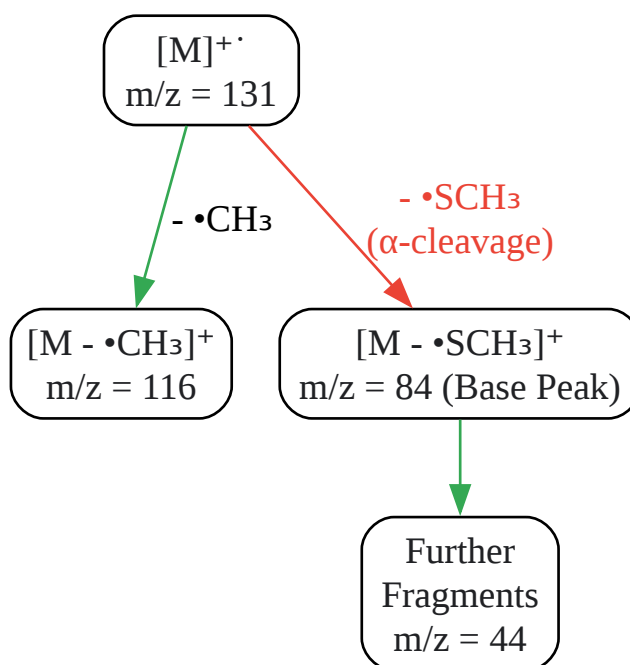 [M]⁺˙
m/z = 131
- •CH₃
- •SCH₃
(α-cleavage)
[M - •CH₃]⁺
m/z = 116
[M - •SCH₃]⁺
m/z = 84 (Base Peak)
Further
Fragments
m/z = 44